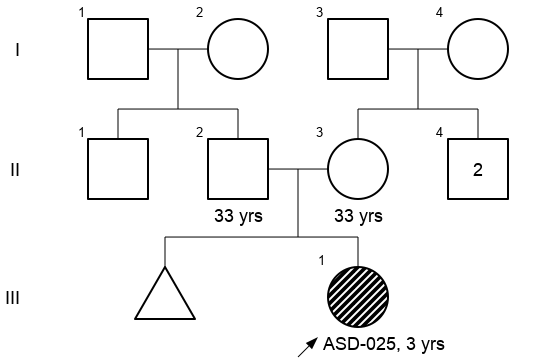 1 2 3 4
I
1 2 3 4
II 2
33 yrs 33 yrs
1
III
ASD-025, 3 yrs